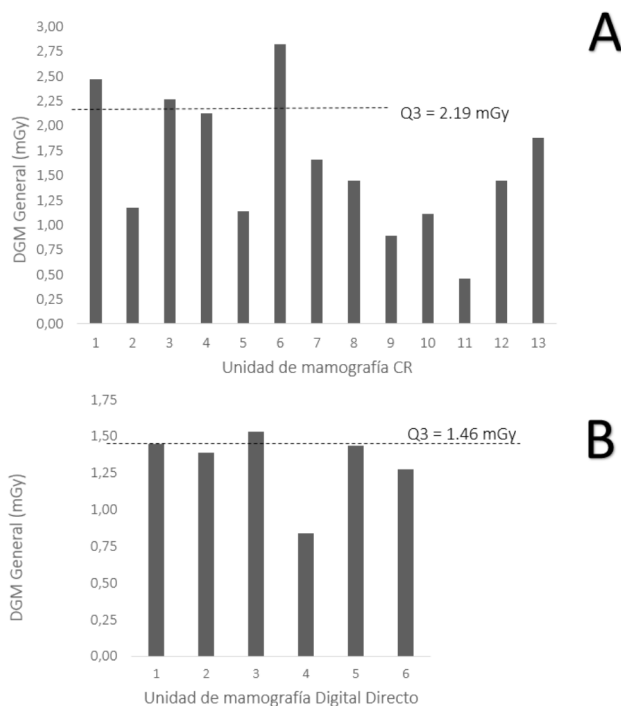 A
DGM General (mGy)
3,00
2,75
2,50
2,25
2,00
1,75
1,50
1,25
1,00
0,75
0,50
0,25
0,00
Q3 = 2.19 mGy
1 2 3 4 5 6 7 8 9 10 11 12 13
Unidad de mamografía CR
B
DGM General (mGy)
1,75
1,50
1,25
1,00
0,75
0,50
0,25
0,00
Q3 = 1.46 mGy
1 2 3 4 5 6
Unidad de mamografía Digital Directo